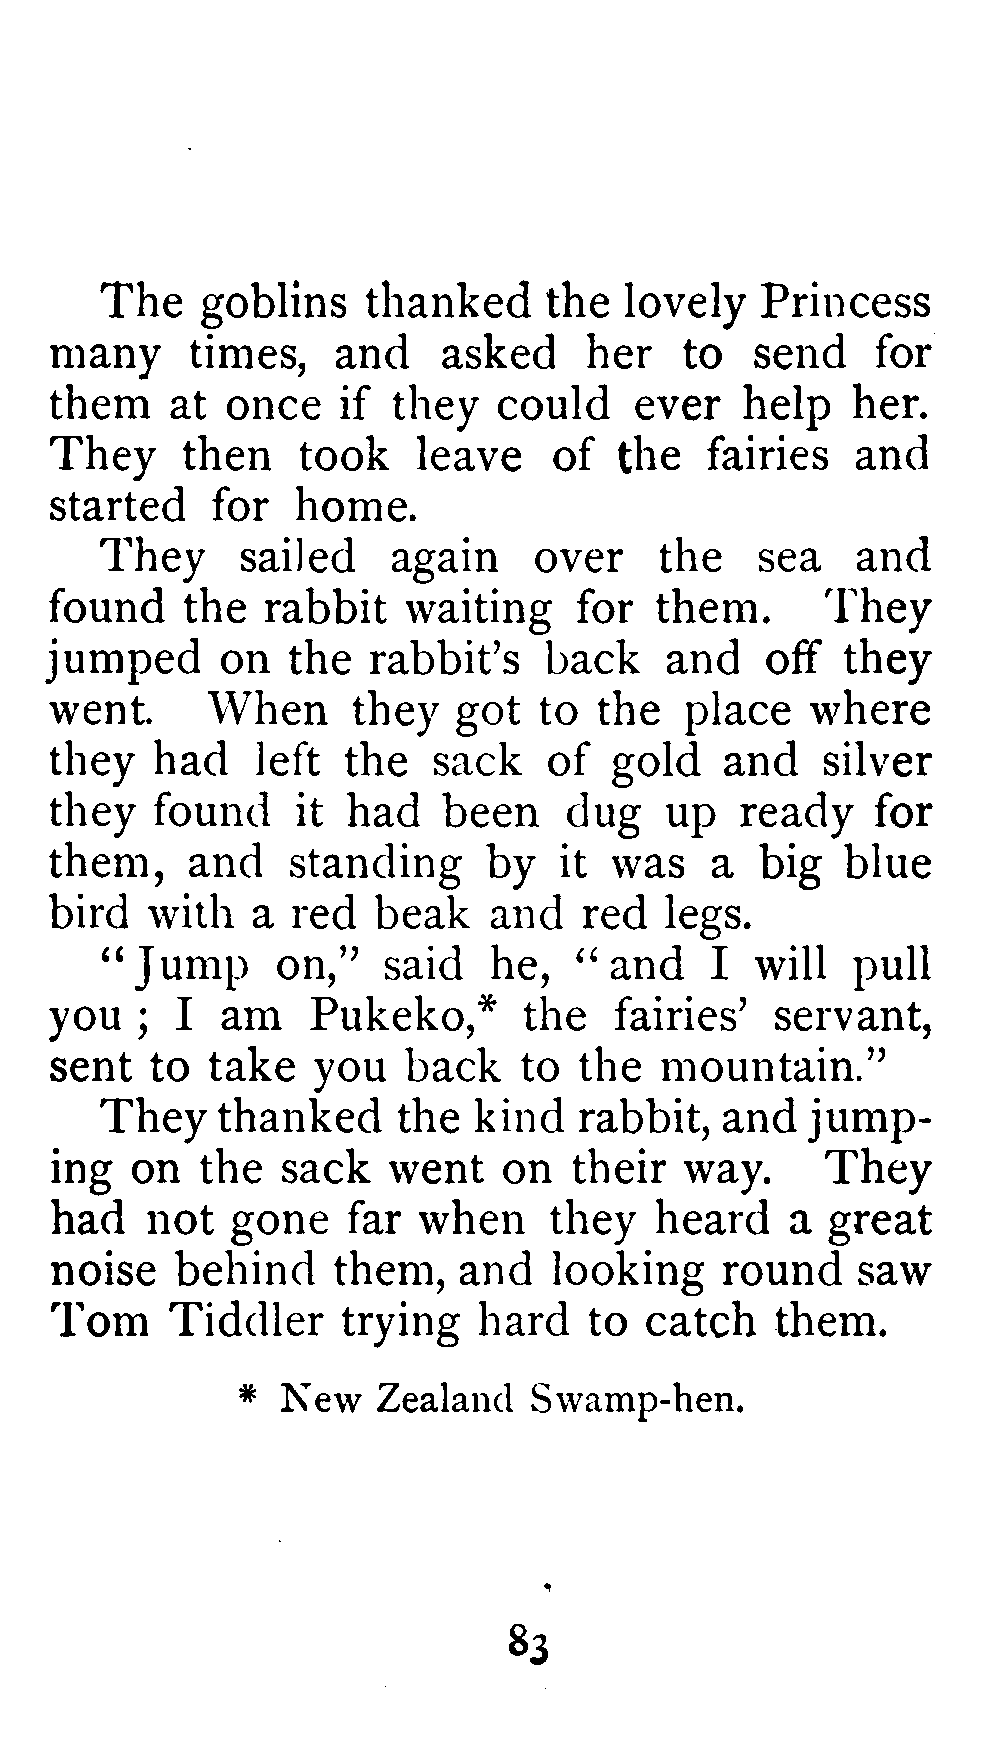 The goblins thanked the lovely Princess
many times, and asked her to send for
them at once if they could ever help her.
They then took leave of the fairies and
started for home.
They sailed again over the sea and
found the rabbit waiting for them. They
jumped on the rabbit's back and off they
went. When they got to the place where
they had left the sack of gold and silver
they found it had been dug up ready for
them, and standing by it was a big blue
bird with a red beak and red legs.
"Jump on," said he, "and I will pull
you ; I am Pukeko,* the fairies' servant,
sent to take you back to the mountain."
They thanked the kind rabbit, and jump-
ing on the sack went on their way. They
had not gone far when they heard a great
noise behind them, and looking round saw
Tom Tiddler trying hard to catch them.
* New Zealand Swamp-hen.
83